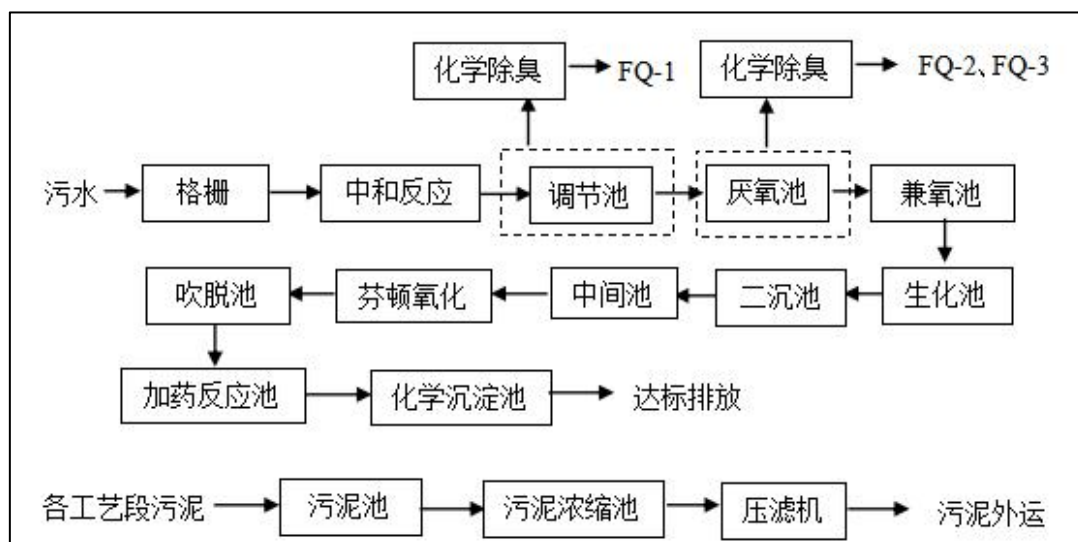 化学除臭 FQ-1 化学除臭 FQ-2、FQ-3
污水 格栅 中和反应 调节池 厌氧池 兼氧池
吹脱池 芬顿氧化 中间池 二沉池 生化池
加药反应池 化学沉淀池 达标排放
各工艺段污泥 污泥池 污泥浓缩池 压滤机 污泥外运